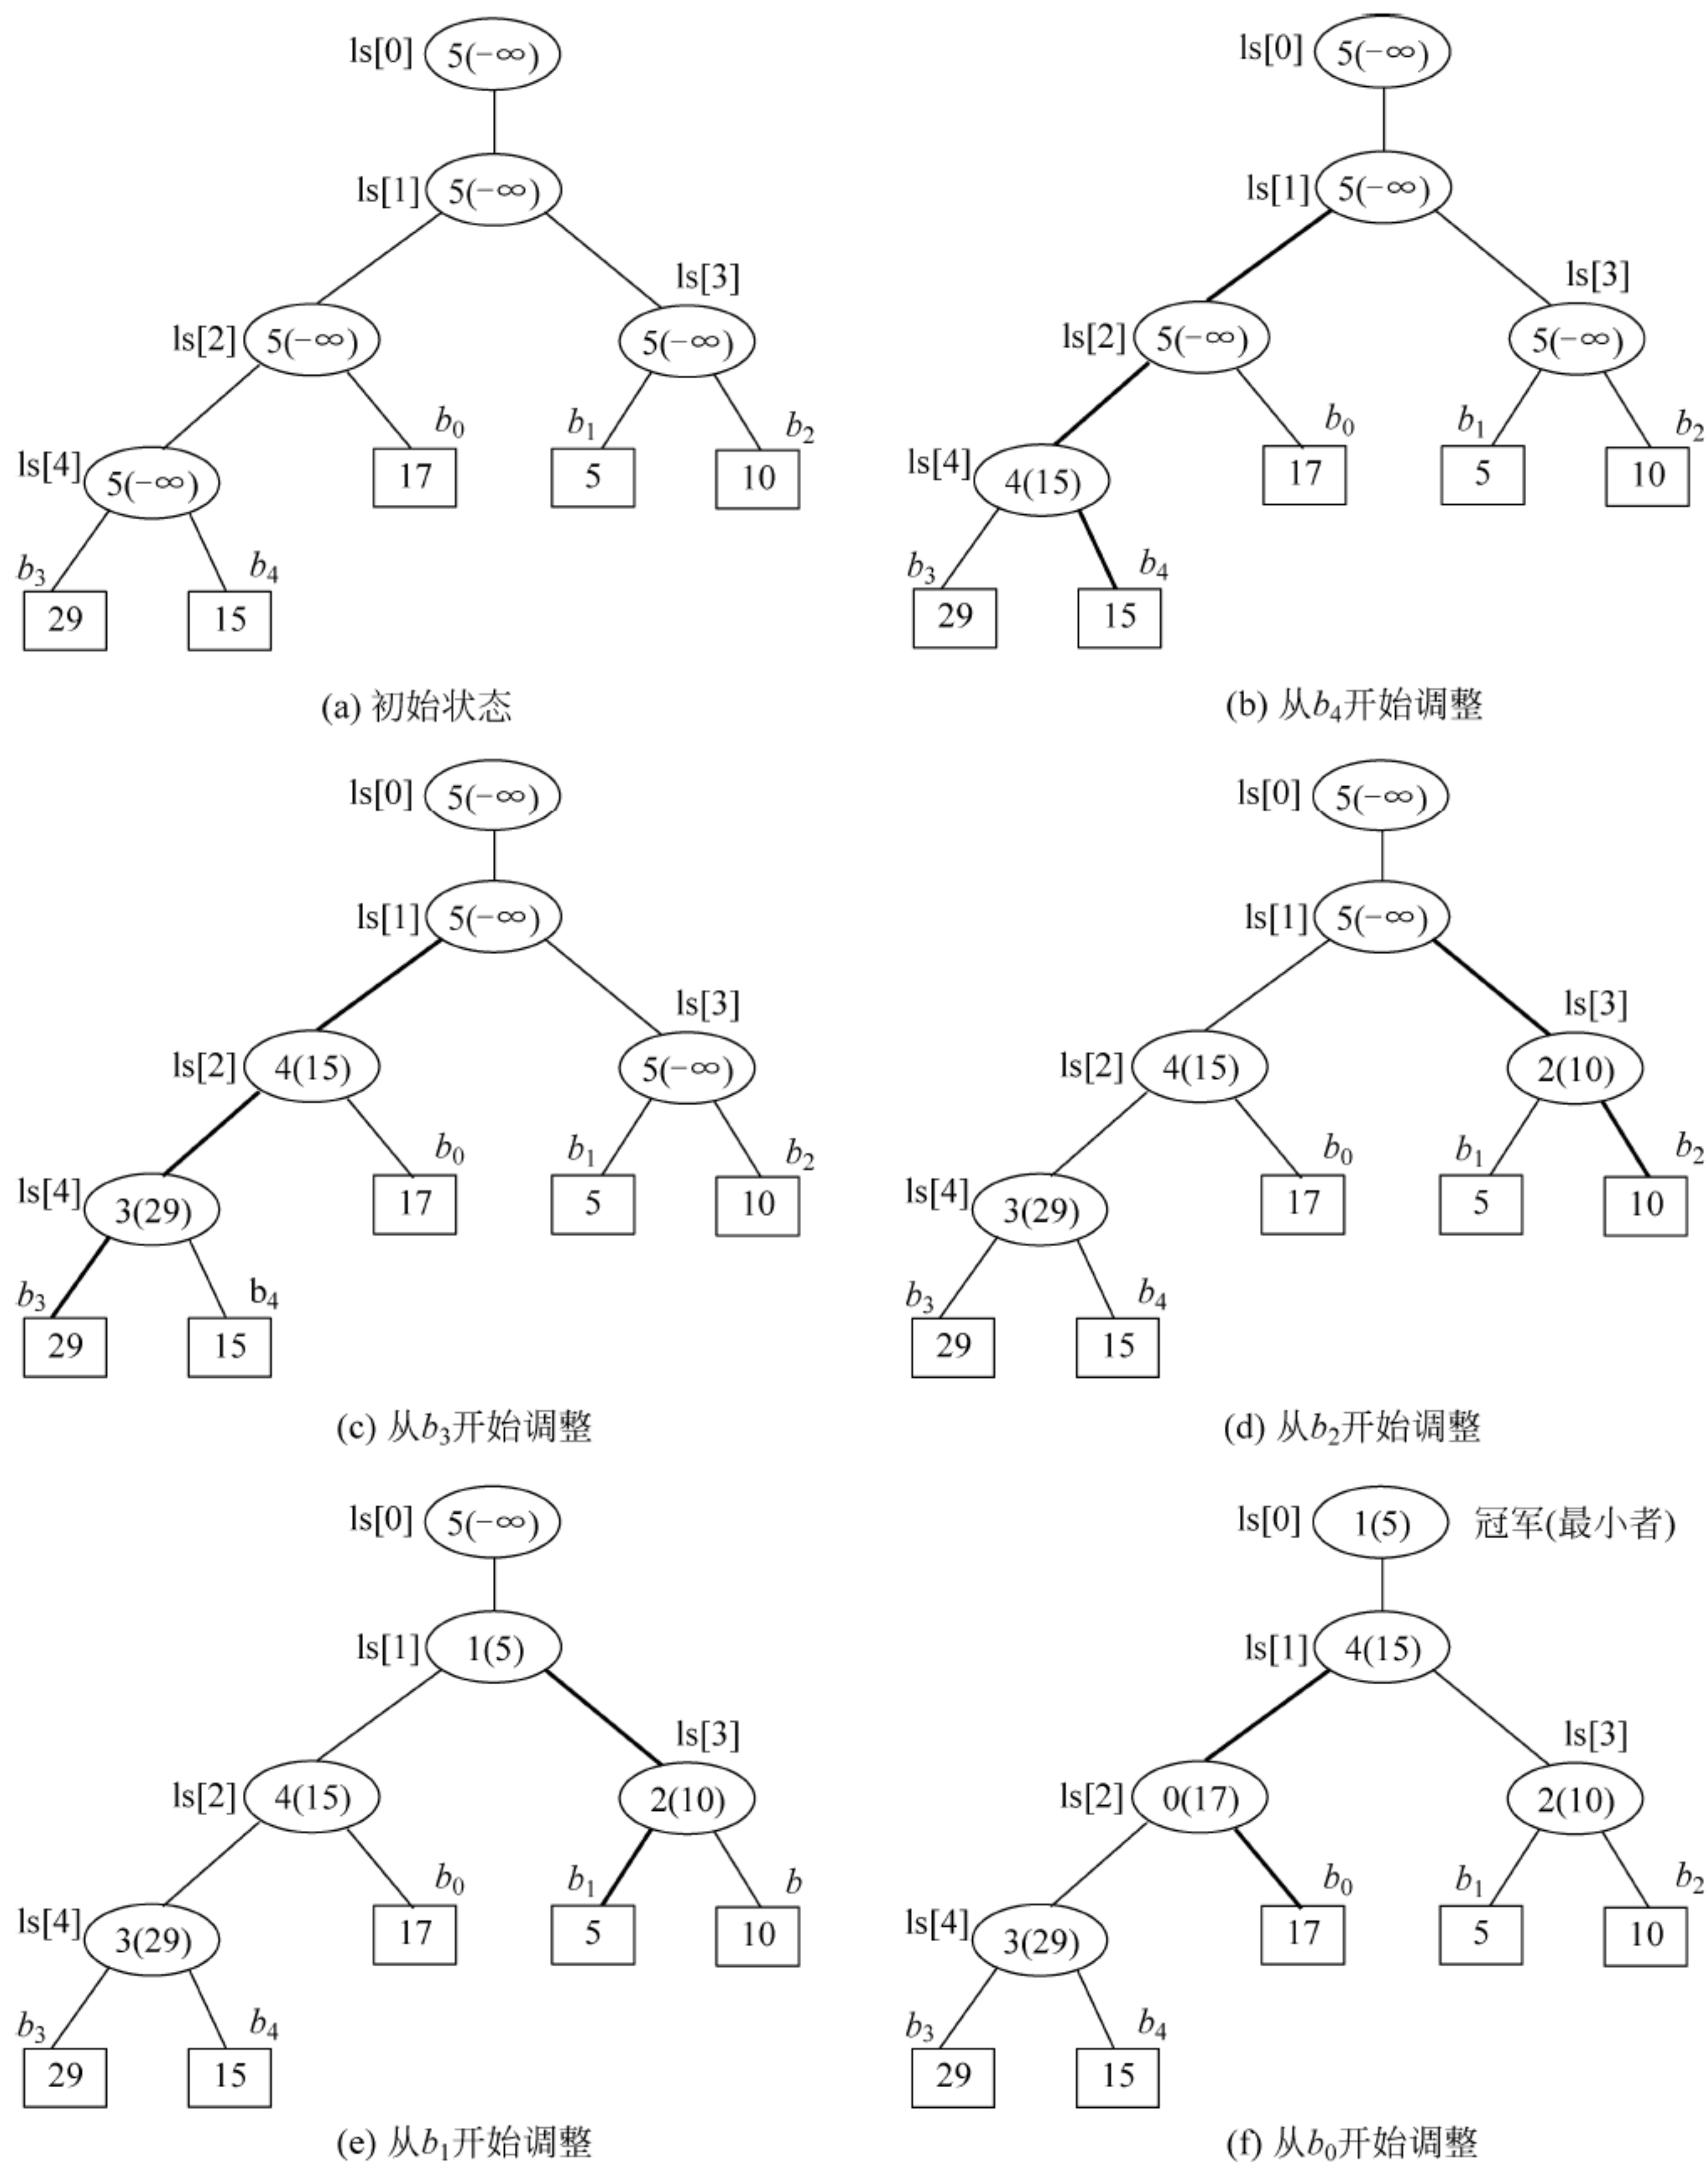 ls[0] 5(−∞)
ls[1] 5(−∞)
ls[3]
ls[2] 5(−∞) 5(−∞)
b0 b1 b2
ls[4] 5(−∞) 17 5 10
b3 b4
29 15
(a) 初始状态
ls[0] 5(−∞)
ls[1] 5(−∞)
ls[3]
ls[2] 5(−∞) 5(−∞)
b0 b1 b2
ls[4] 4(15) 17 5 10
b3 b4
29 15
(b) 从b4开始调整
ls[0] 5(−∞)
ls[1] 5(−∞)
ls[3]
ls[2] 4(15) 5(−∞)
b0 b1 b2
ls[4] 3(29) 17 5 10
b3 b4
29 15
(c) 从b3开始调整
ls[0] 5(−∞)
ls[1] 5(−∞)
ls[3]
ls[2] 4(15) 2(10)
b0 b1 b2
ls[4] 3(29) 17 5 10
b3 b4
29 15
(d) 从b2开始调整
ls[0] 5(−∞)
ls[1] 1(5)
ls[3]
ls[2] 4(15) 2(10)
b0 b1 b
ls[4] 3(29) 17 5 10
b3 b4
29 15
(e) 从b1开始调整
ls[0] 1(5) 冠军(最小者)
ls[1] 4(15)
ls[3]
ls[2] 0(17) 2(10)
b0 b1 b2
ls[4] 3(29) 17 5 10
b3 b4
29 15
(f) 从b0开始调整